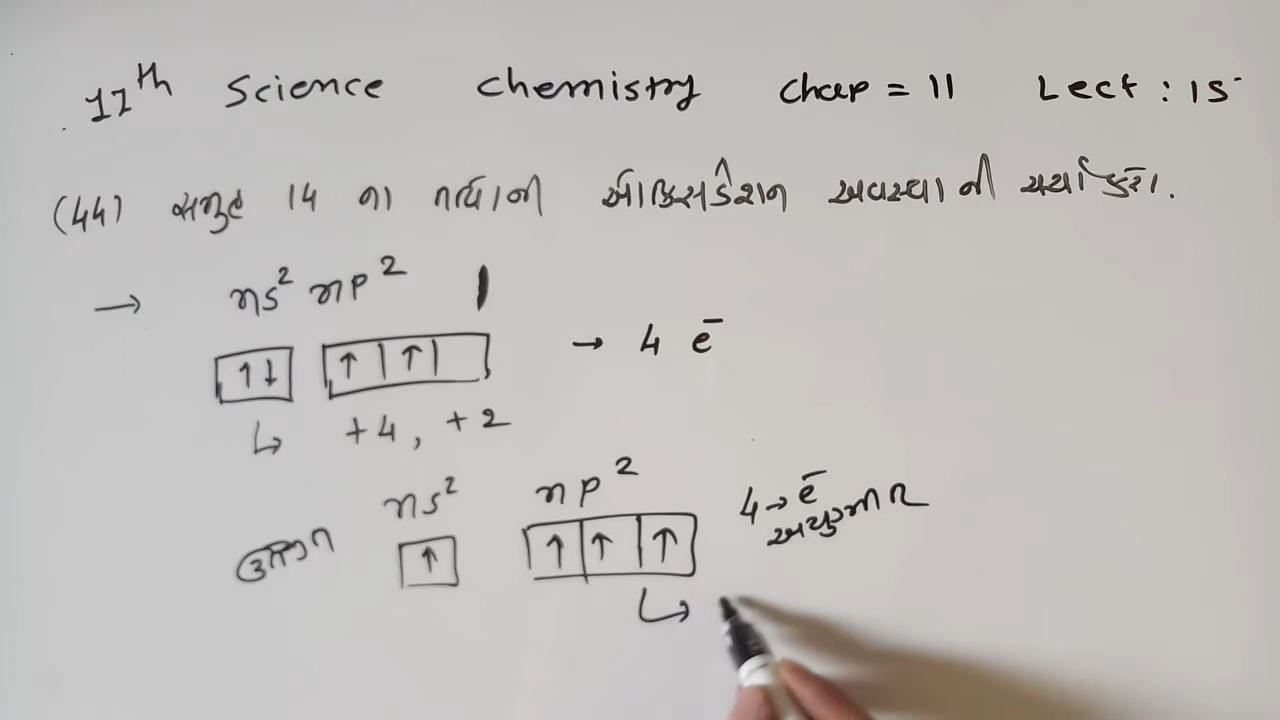 11th Science Chemistry Chap = 11 Lect : 15
(44) સમુહ 14 ના તત્વોની ઓક્સિડેશન અવસ્થાની ચર્ચા કરો.
→ ns² np²
↑↓ ↑ ↑ → 4 e⁻
↳ +4, +2
ns² np² 4 → e⁻
↑ ↑ ↑ ↑ અયુગ્મન
↳